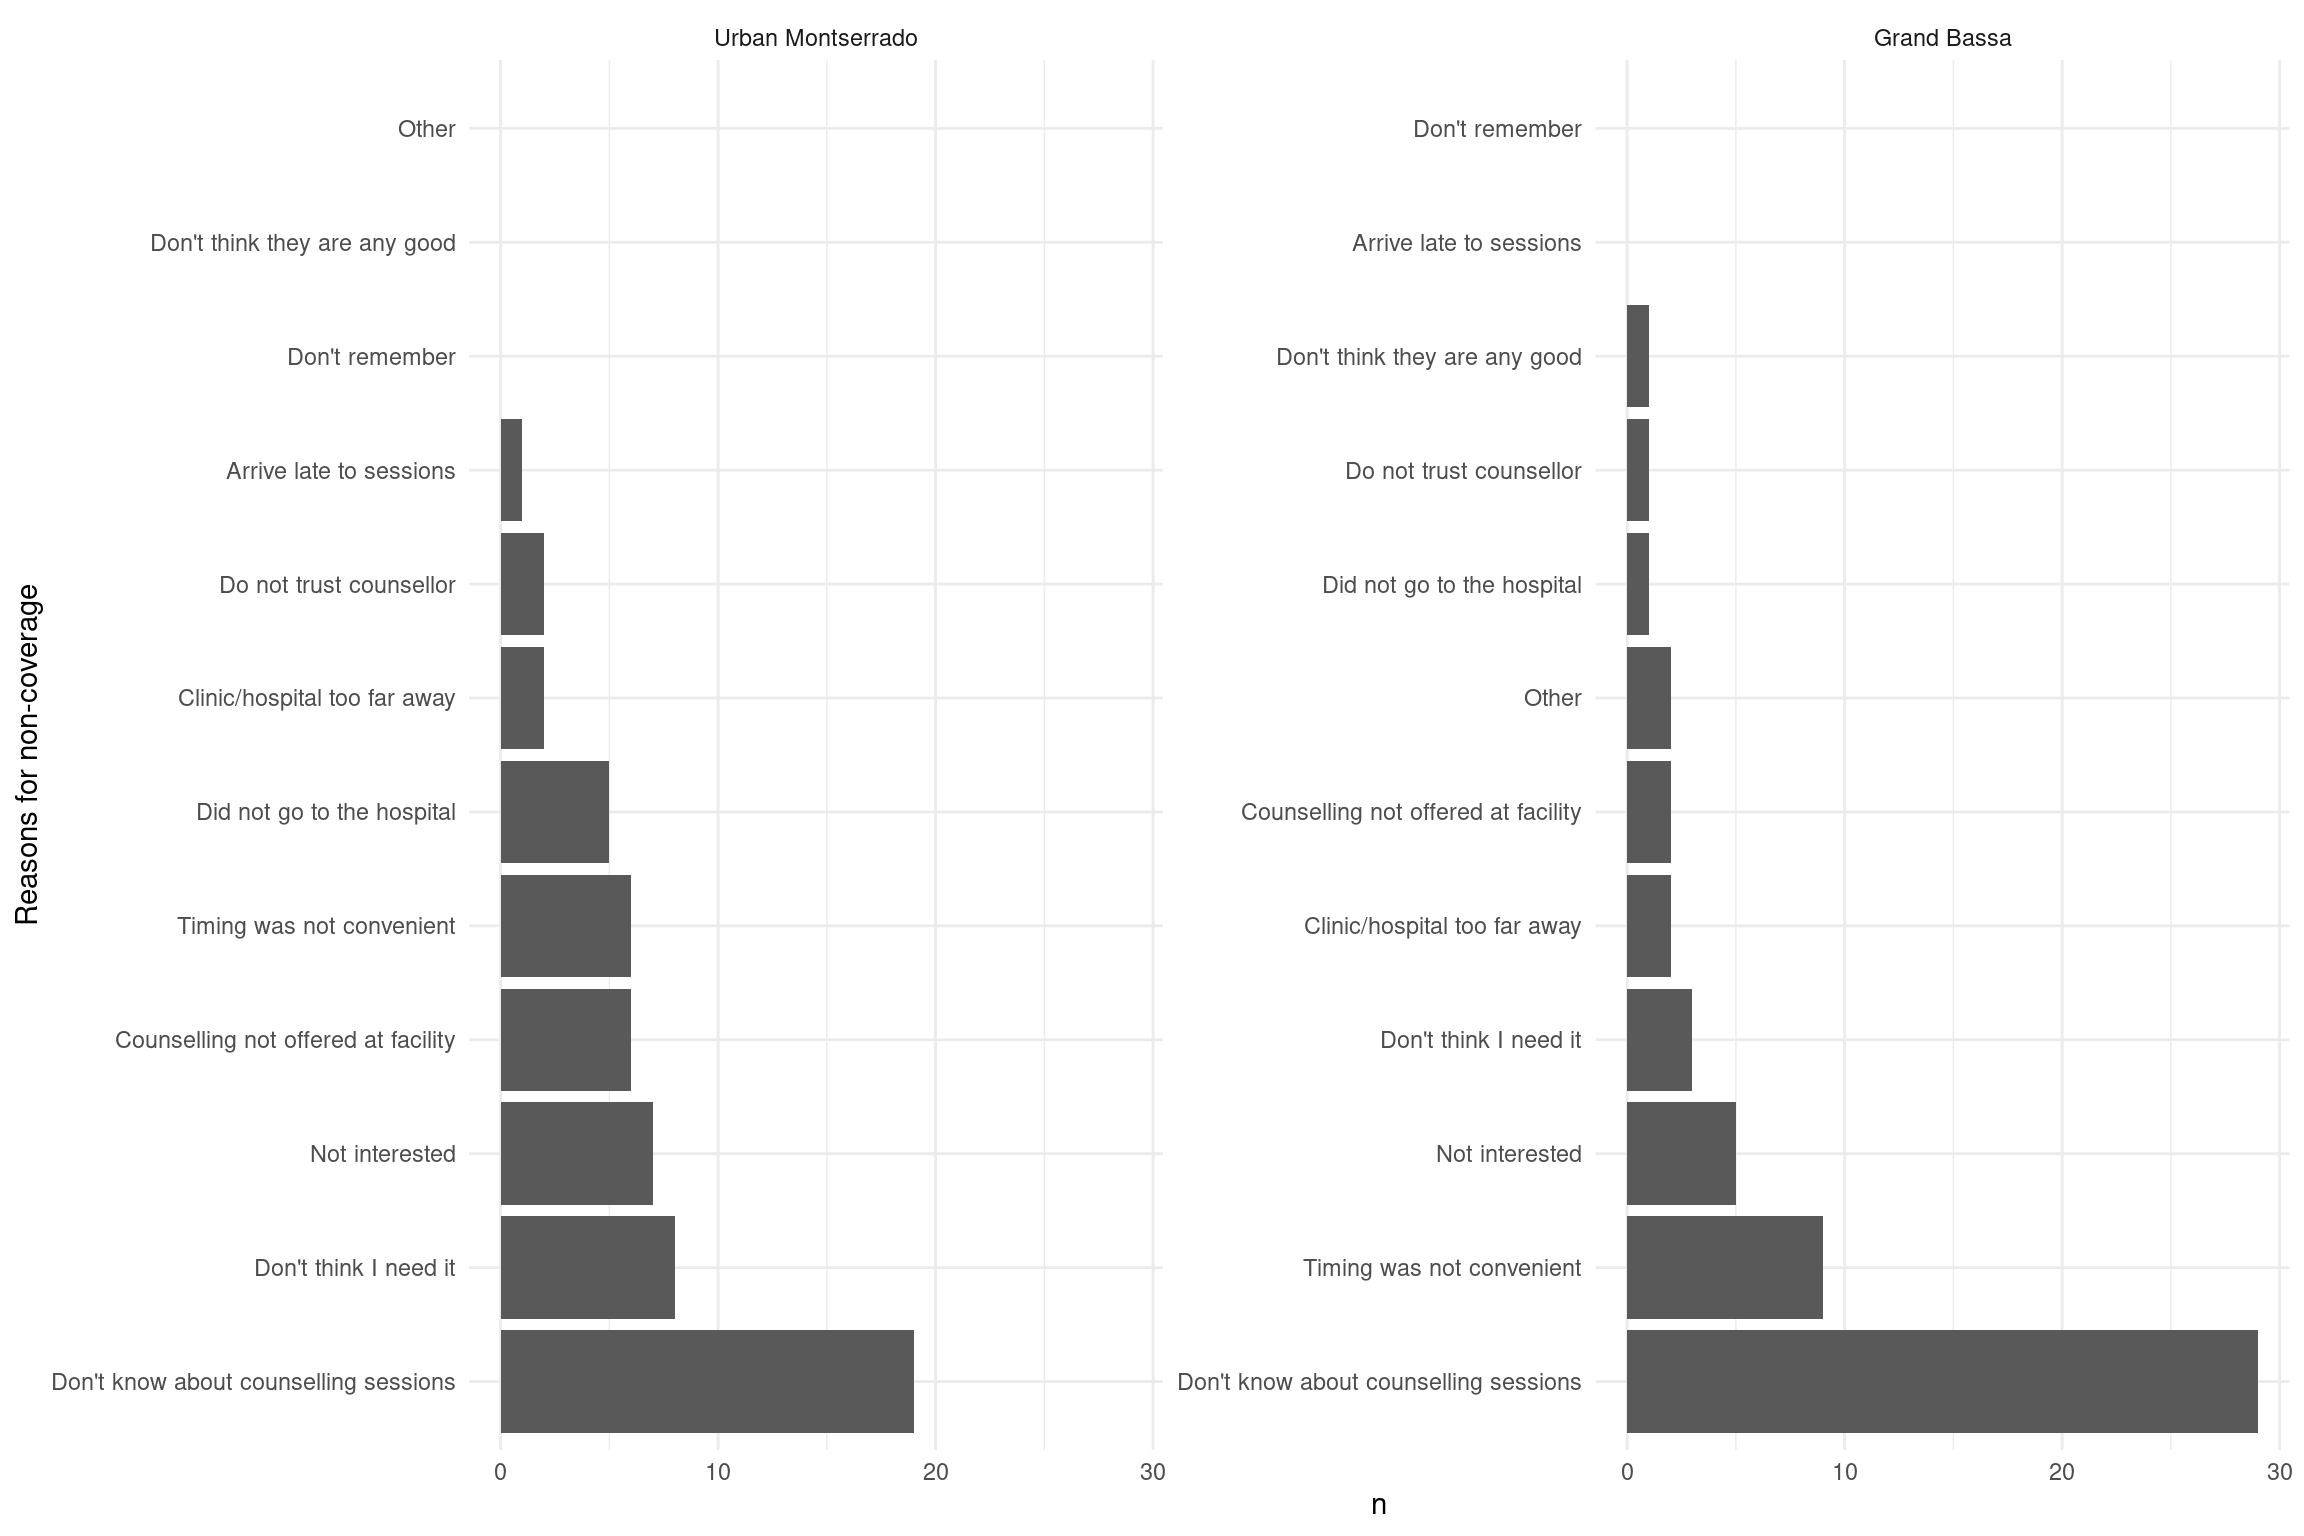 Urban Montserrado
Grand Bassa
Reasons for non-coverage
Other
Don't think they are any good
Don't remember
Arrive late to sessions
Do not trust counsellor
Clinic/hospital too far away
Did not go to the hospital
Timing was not convenient
Counselling not offered at facility
Not interested
Don't think I need it
Don't know about counselling sessions
0 10 20 30
Don't remember
Arrive late to sessions
Don't think they are any good
Do not trust counsellor
Did not go to the hospital
Other
Counselling not offered at facility
Clinic/hospital too far away
Don't think I need it
Not interested
Timing was not convenient
Don't know about counselling sessions
0 10 20 30
n